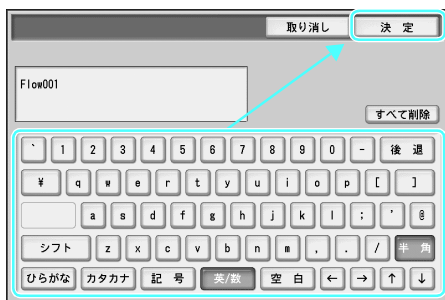 取り消し 決 定
Flow001
すべて削除
` 1 2 3 4 5 6 7 8 9 0 - 後 退
¥ q w e r t y u i o p [ ]
a s d f g h j k l ; ' @
シフト z x c v b n m , . / 半 角
ひらがな カタカナ 記 号 英/数 空 白 ← → ↑ ↓